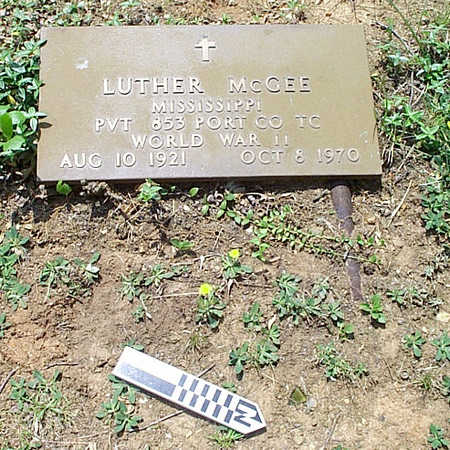 LUTHER McGEE
MISSISSIPPI
PVT 853 PORT CO TC
WORLD WAR II
AUG 10 1921 OCT 8 1970
N